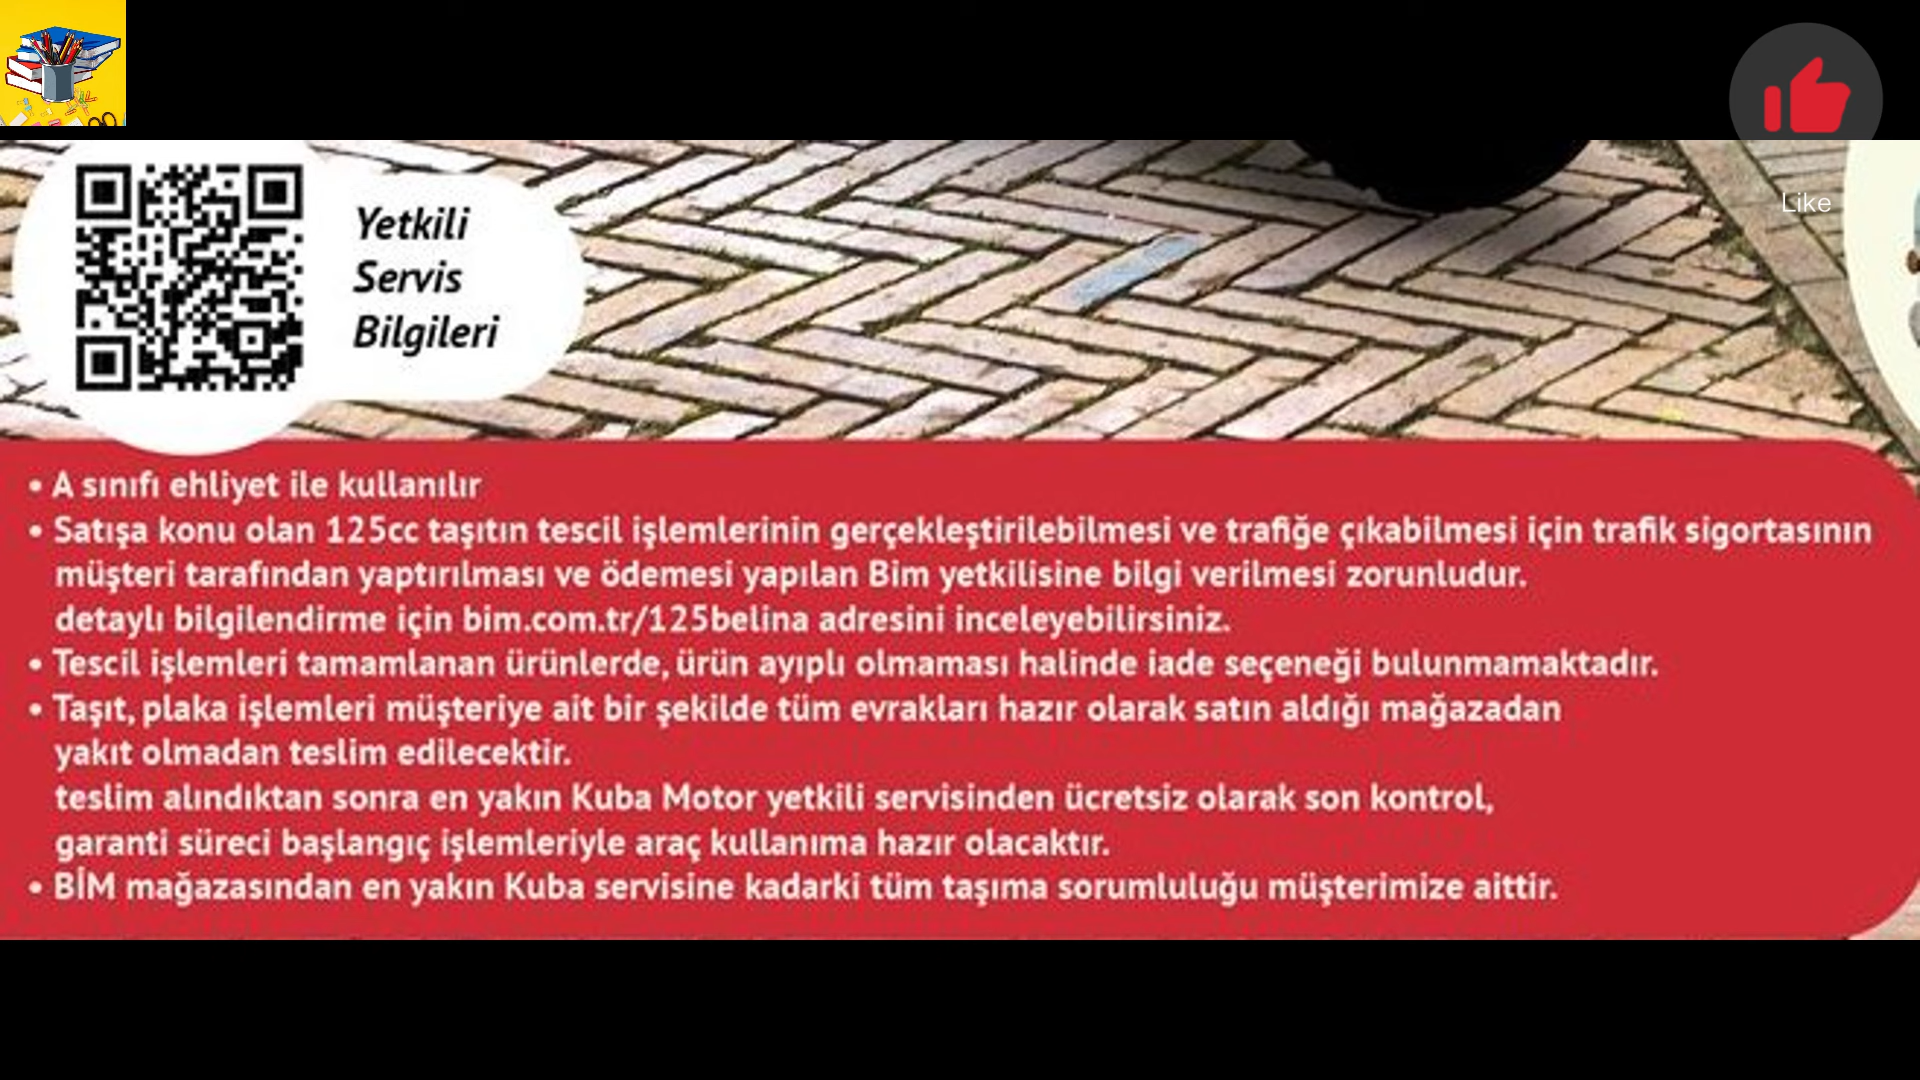 Like
Yetkili
Servis
Bilgileri
• A sınıfı ehliyet ile kullanılır
• Satışa konu olan 125cc taşıtın tescil işlemlerinin gerçekleştirilebilmesi ve trafiğe çıkabilmesi için trafik sigortasının
müşteri tarafından yaptırılması ve ödemesi yapılan Bim yetkilisine bilgi verilmesi zorunludur.
detaylı bilgilendirme için bim.com.tr/125belina adresini inceleyebilirsiniz.
• Tescil işlemleri tamamlanan ürünlerde, ürün ayıplı olmaması halinde iade seçeneği bulunmamaktadır.
• Taşıt, plaka işlemleri müşteriye ait bir şekilde tüm evrakları hazır olarak satın aldığı mağazadan
yakıt olmadan teslim edilecektir.
teslim alındıktan sonra en yakın Kuba Motor yetkili servisinden ücretsiz olarak son kontrol,
garanti süreci başlangıç işlemleriyle araç kullanıma hazır olacaktır.
• BİM mağazasından en yakın Kuba servisine kadarki tüm taşıma sorumluluğu müşterimize aittir.